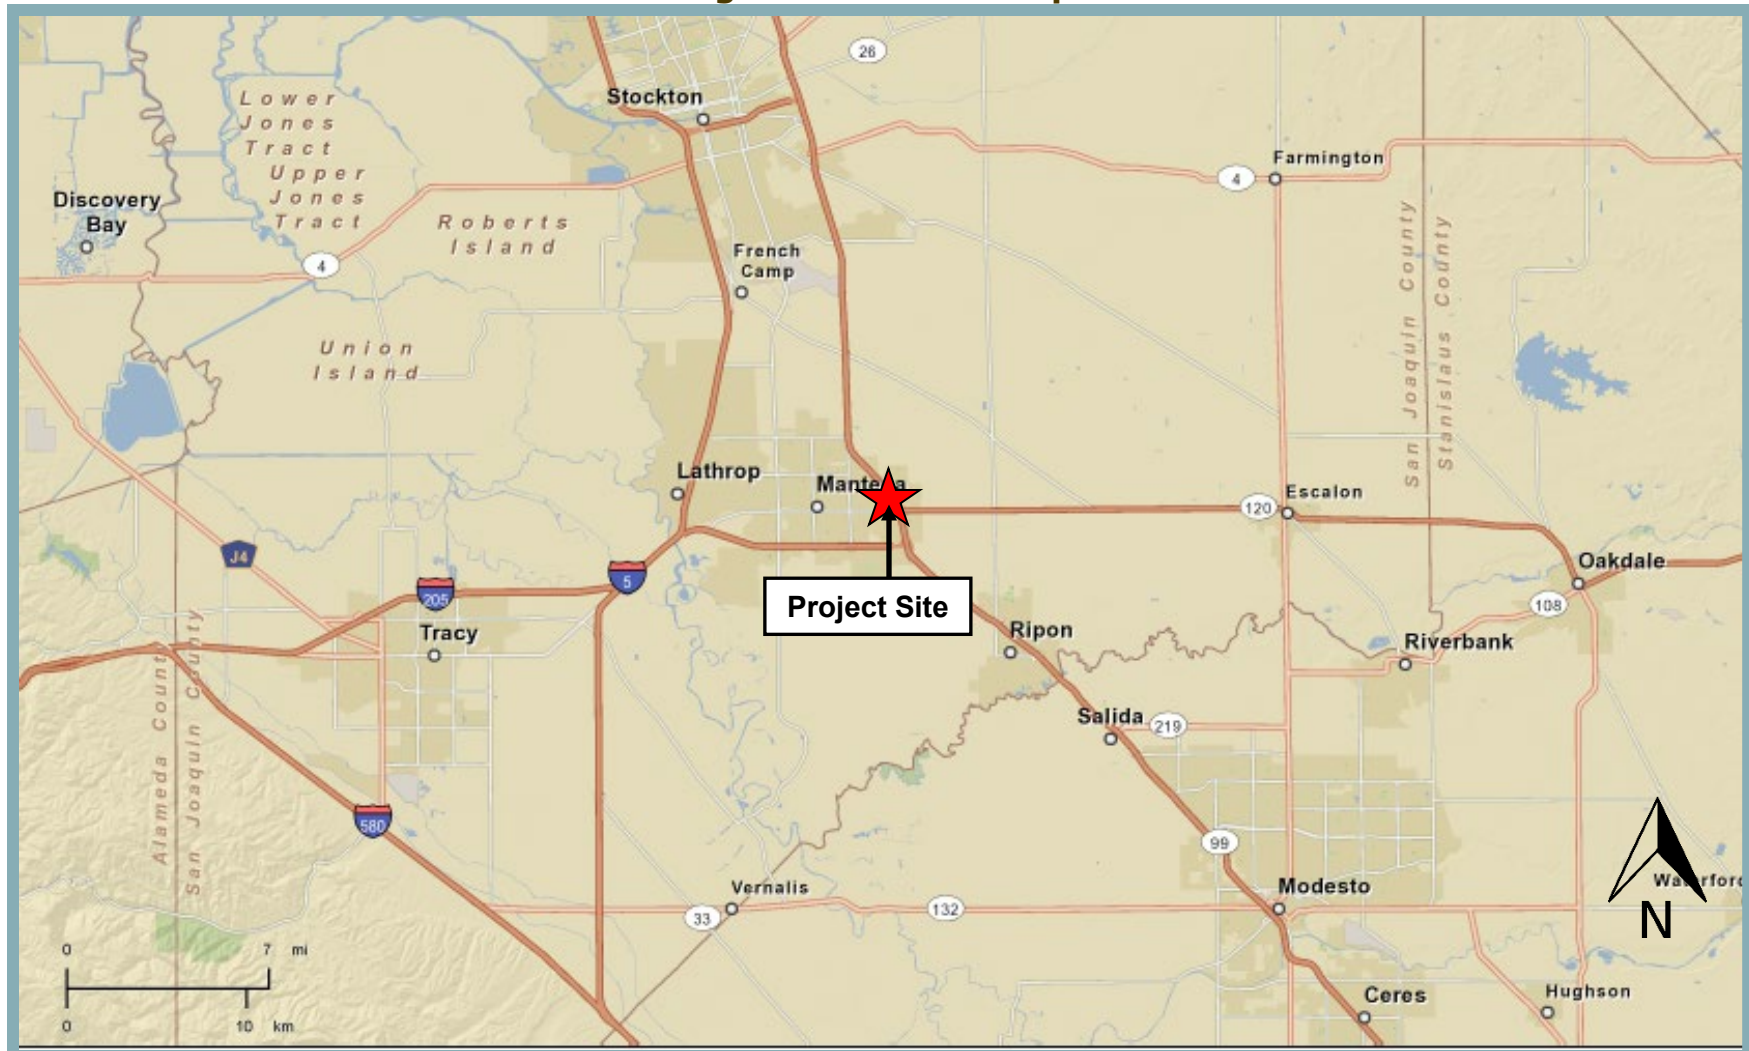 26
Stockton
Lower
Jones
Tract
Upper
Jones
Tract
Farmington
4
Discovery
Bay
Roberts
Island
French
Camp
4
San Joaquin County
Stanislaus County
Union
Island
Lathrop
Manteca
Escalon
120
J4
5
205
Oakdale
108
Project Site
Tracy
Ripon
Riverbank
Alameda County
San Joaquin County
Salida
219
580
99
Vernalis
Modesto
33
132
N
0 7 mi
0 10 km
Ceres
Hughson